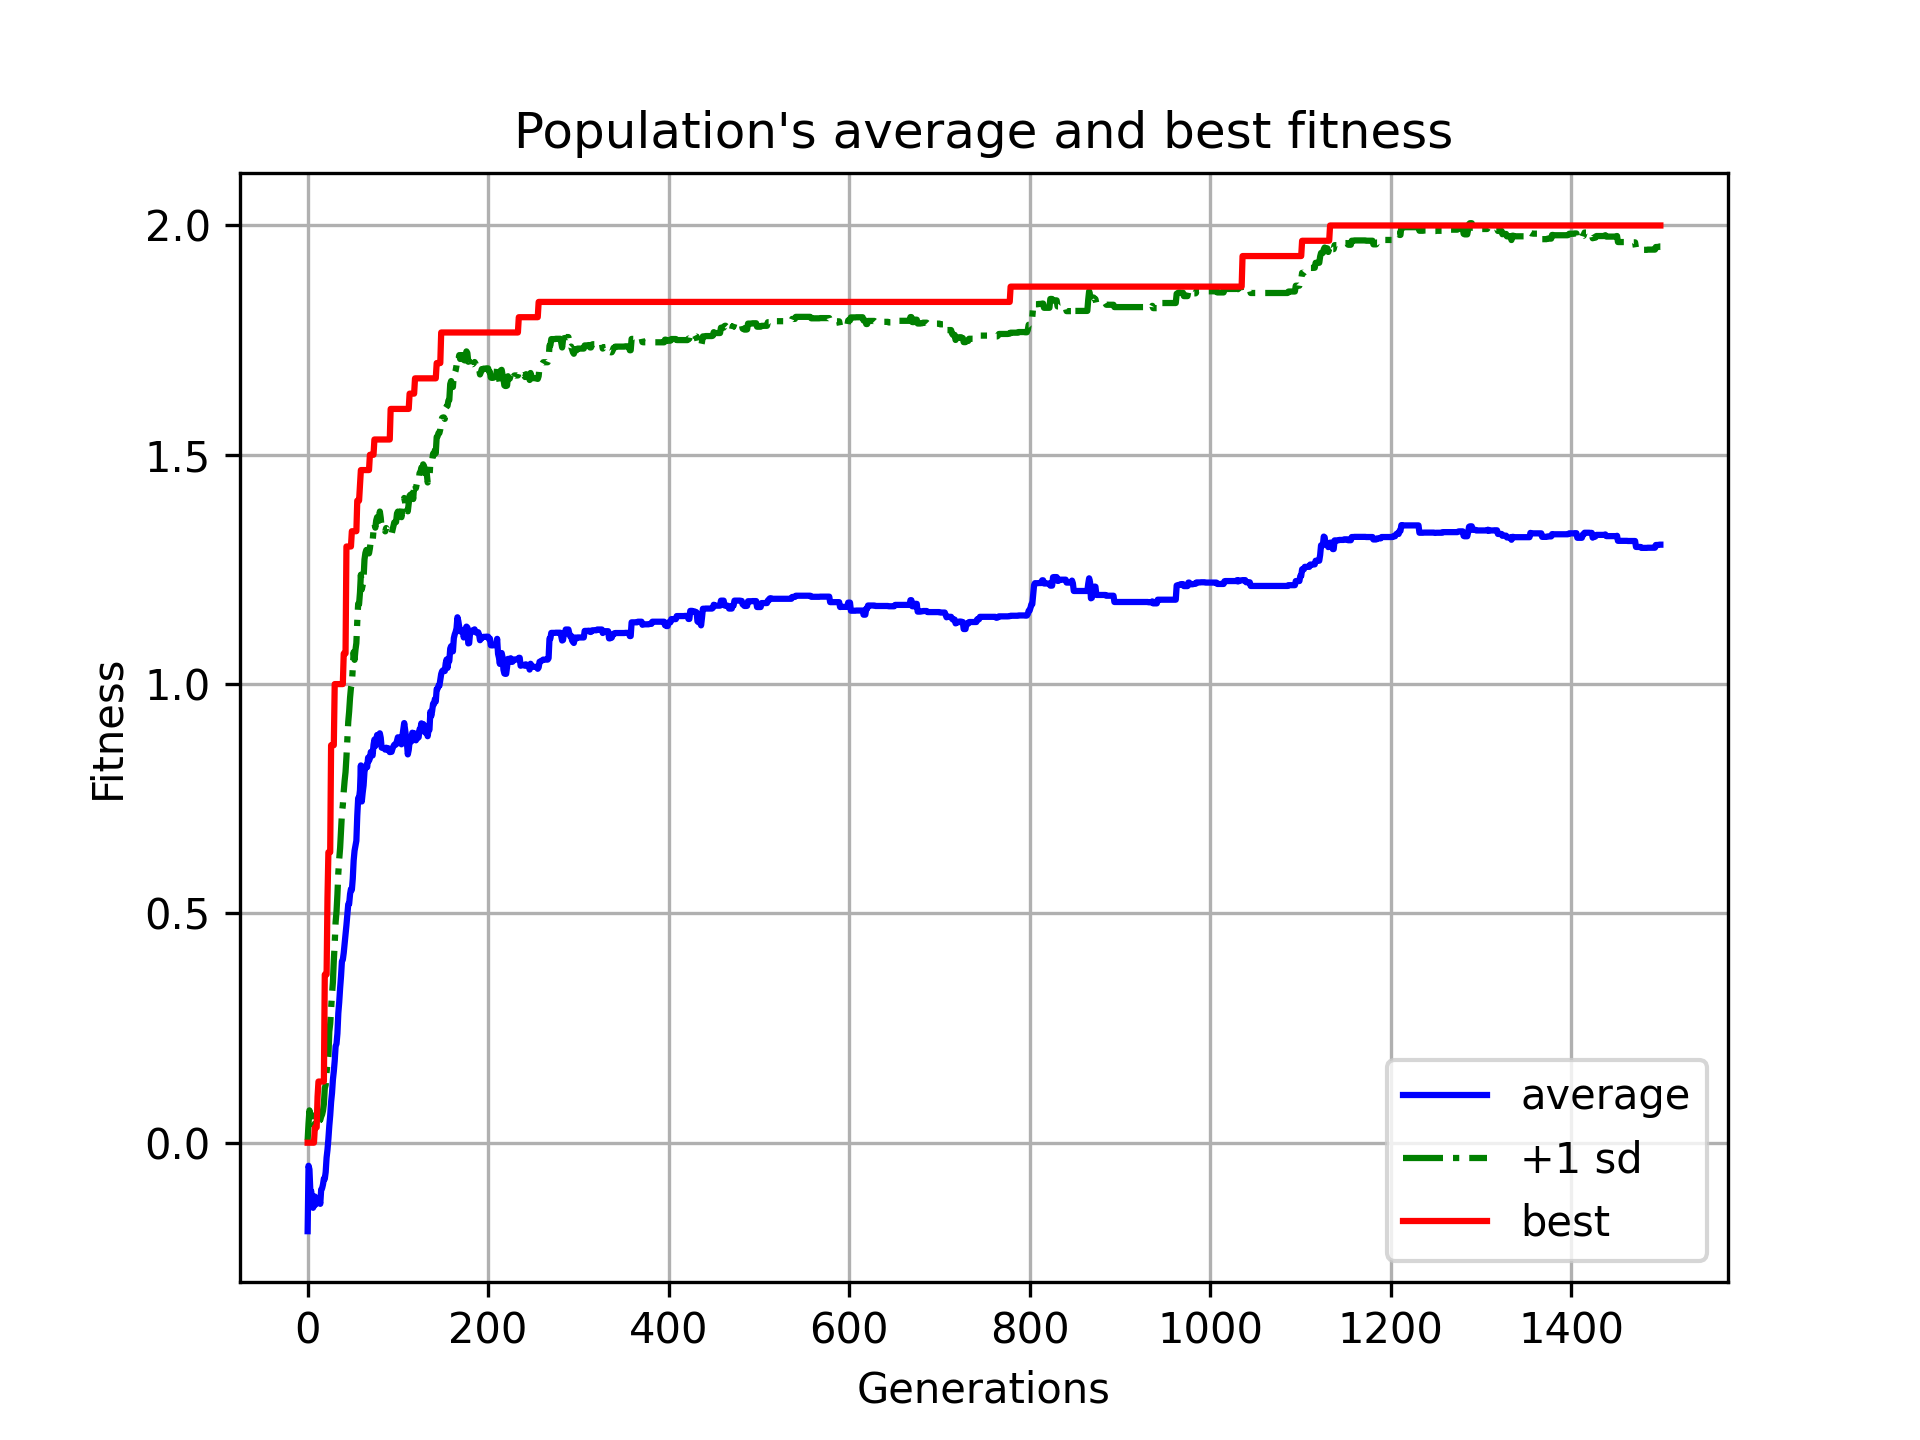 Population's average and best fitness
2.0
1.5
1.0
0.5
0.0
Fitness
0 200 400 600 800 1000 1200 1400
Generations
average
+1 sd
best